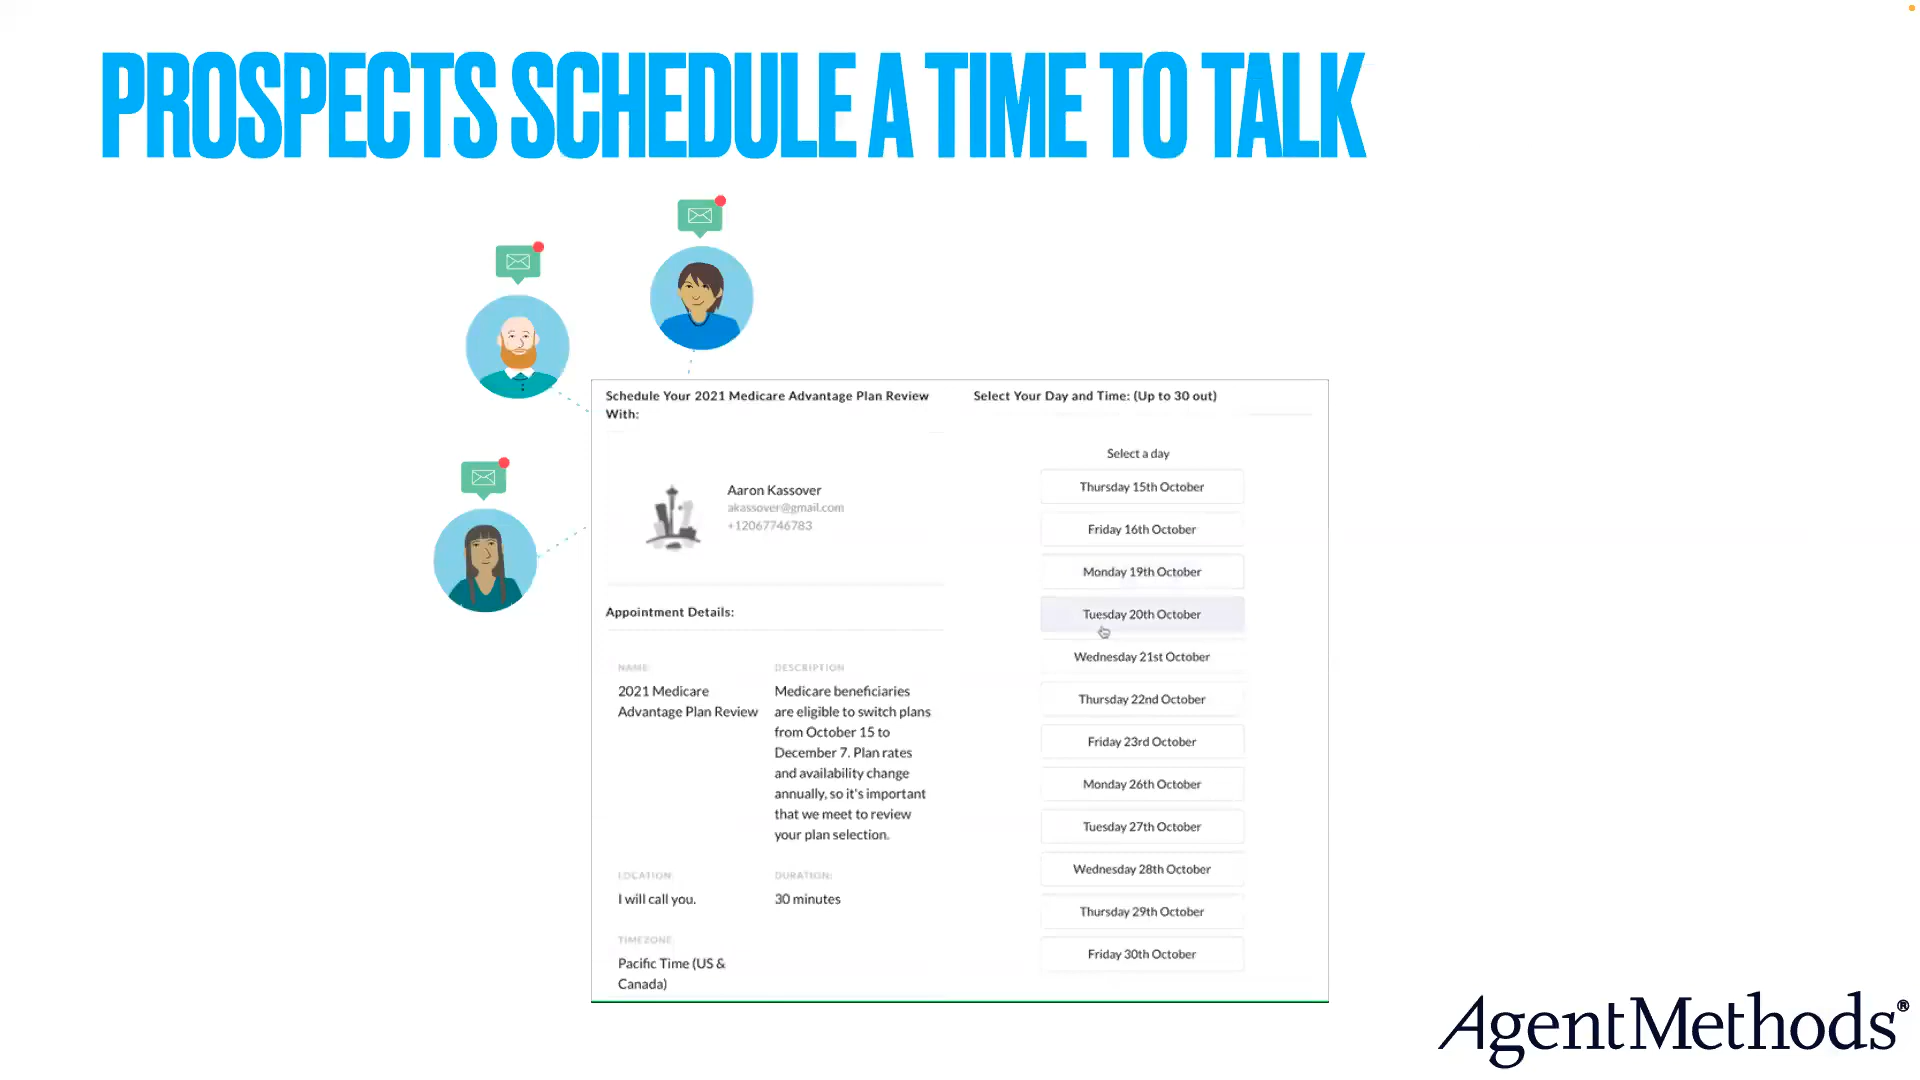 PROSPECTS SCHEDULE A TIME TO TALK
Schedule Your 2021 Medicare Advantage Plan Review
With:
Aaron Kassover
akassover@gmail.com
+12067746783
Appointment Details:
NAME:
2021 Medicare
Advantage Plan Review
DESCRIPTION
Medicare beneficiaries
are eligible to switch plans
from October 15 to
December 7. Plan rates
and availability change
annually, so it's important
that we meet to review
your plan selection.
LOCATION:
I will call you.
DURATION:
30 minutes
TIMEZONE:
Pacific Time (US &
Canada)
Select Your Day and Time: (Up to 30 out)
Select a day
Thursday 15th October
Friday 16th October
Monday 19th October
Tuesday 20th October
Wednesday 21st October
Thursday 22nd October
Friday 23rd October
Monday 26th October
Tuesday 27th October
Wednesday 28th October
Thursday 29th October
Friday 30th October
AgentMethods®